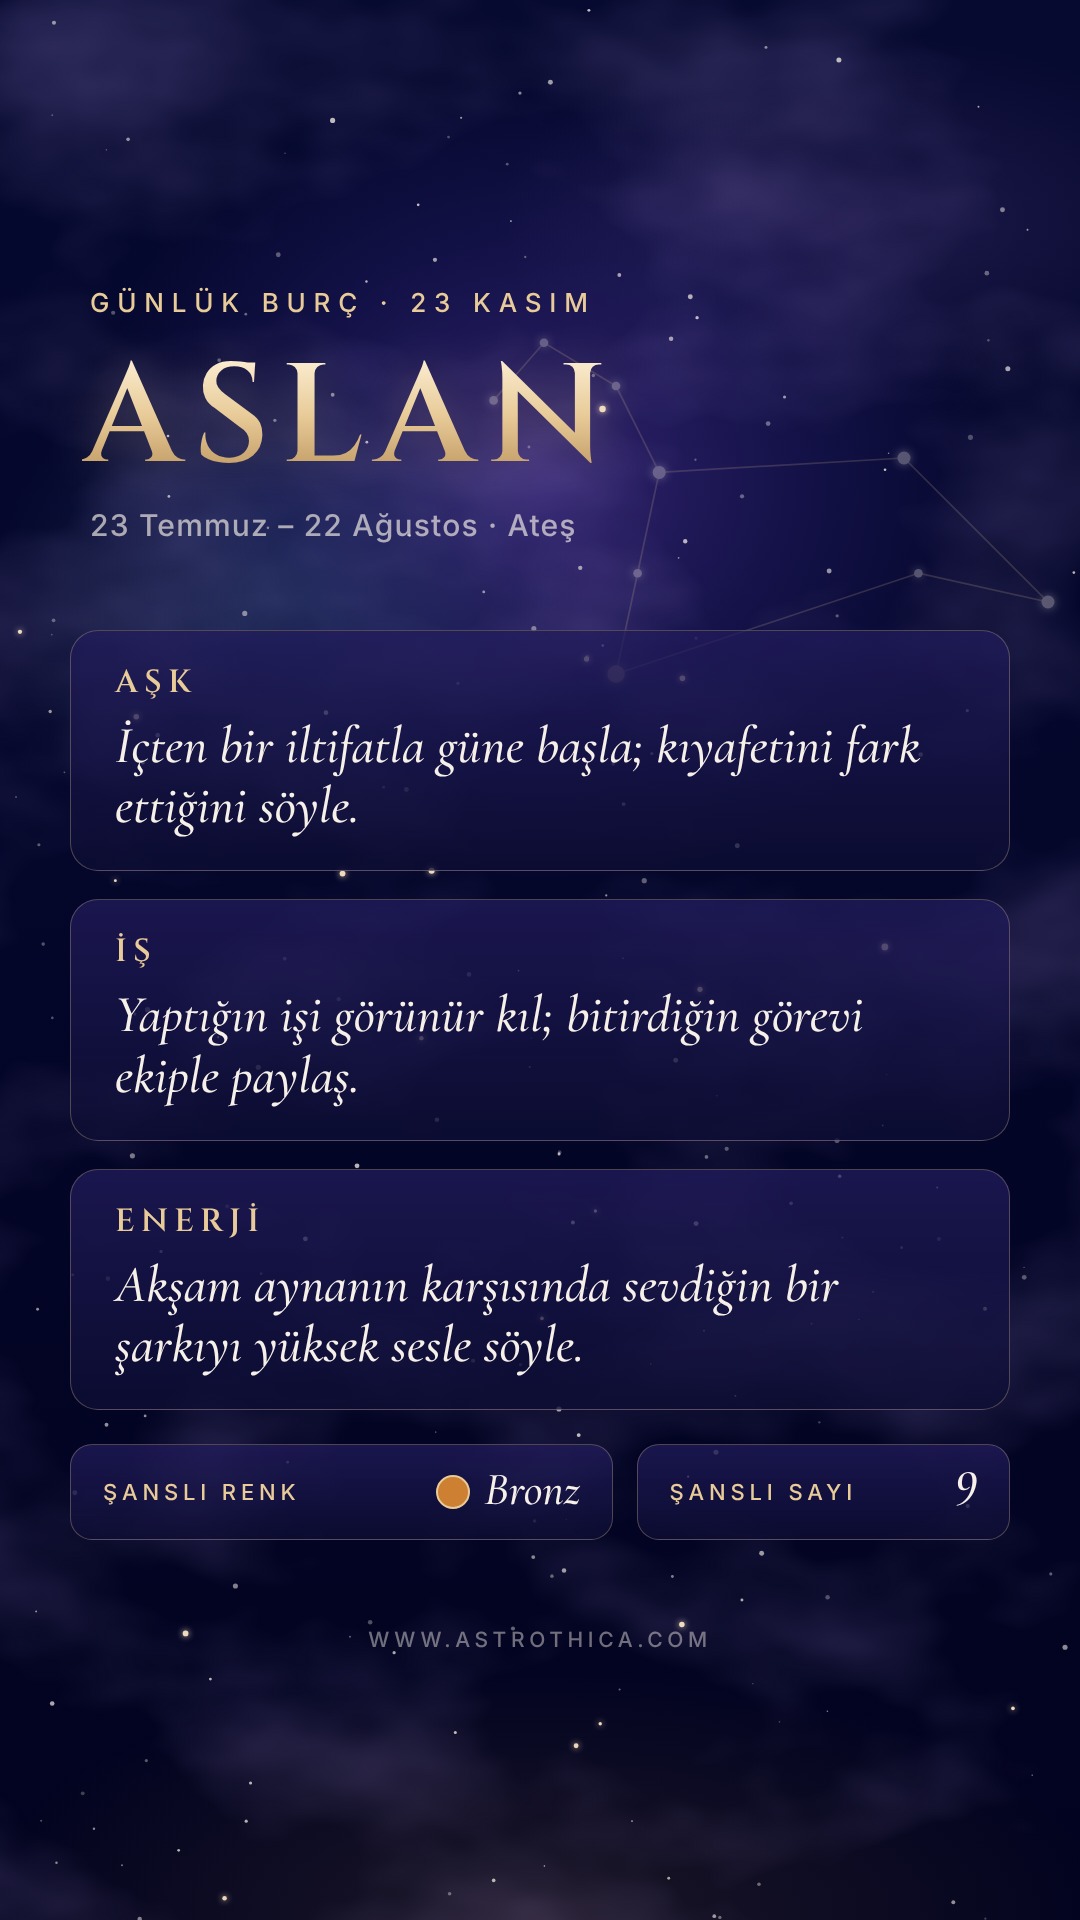 GÜNLÜK BURÇ · 23 KASIM
ASLAN
23 Temmuz – 22 Ağustos · Ateş
AŞK
İçten bir iltifatla güne başla; kıyafetini fark
ettiğini söyle.
İŞ
Yaptığın işi görünür kıl; bitirdiğin görevi
ekiple paylaş.
ENERJİ
Akşam aynanın karşısında sevdiğin bir
şarkıyı yüksek sesle söyle.
ŞANSLI RENK Bronz
ŞANSLI SAYI 9
WWW.ASTROTHICA.COM